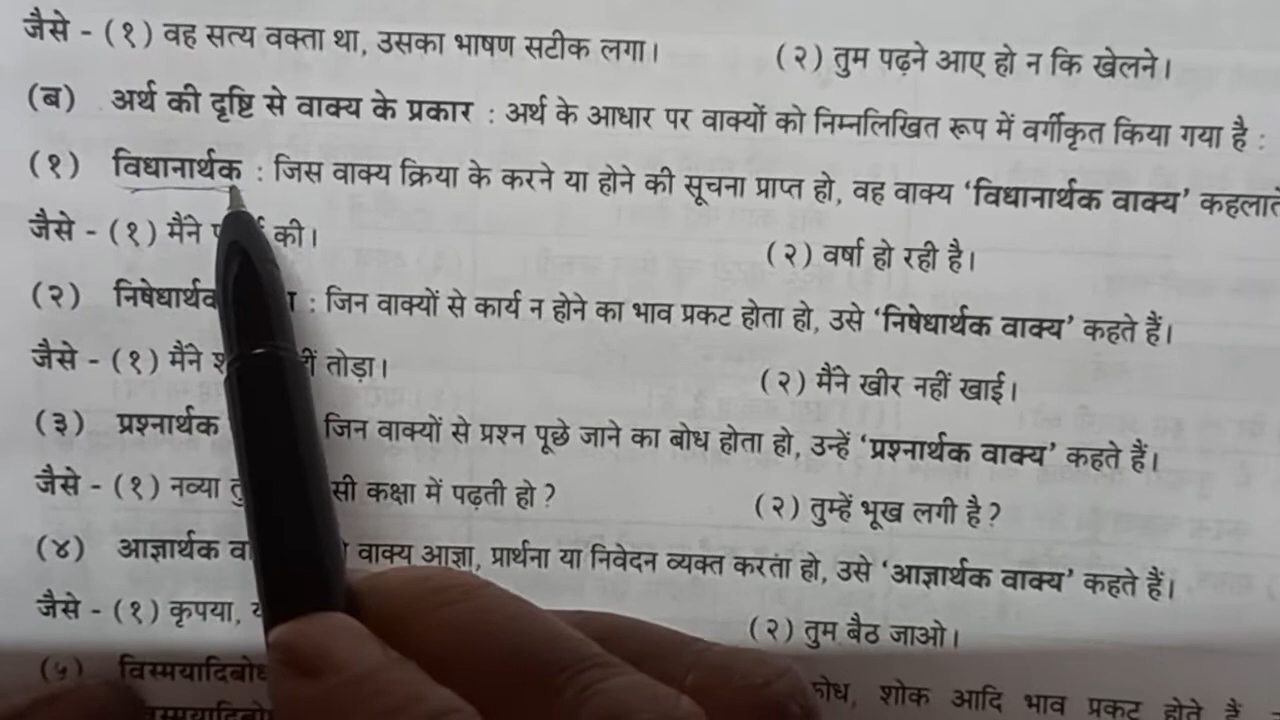 जैसे - (१) वह सत्य वक्ता था, उसका भाषण सटीक लगा। (२) तुम पढ़ने आए हो न कि खेलने।
(ब) अर्थ की दृष्टि से वाक्य के प्रकार : अर्थ के आधार पर वाक्यों को निम्नलिखित रूप में वर्गीकृत किया गया है :
(१) विधानार्थक : जिस वाक्य क्रिया के करने या होने की सूचना प्राप्त हो, वह वाक्य ‘विधानार्थक वाक्य’ कहलाते
जैसे - (१) मैंने की। (२) वर्षा हो रही है।
(२) : जिन वाक्यों से कार्य न होने का भाव प्रकट होता हो, उसे ‘निषेधार्थक वाक्य’ कहते हैं।
जैसे - (१) मैंने तोड़ा। (२) मैंने खीर नहीं खाई।
(३) प्रश्नार्थक जिन वाक्यों से प्रश्न पूछे जाने का बोध होता हो, उन्हें ‘प्रश्नार्थक वाक्य’ कहते हैं।
जैसे - (१) नव्या कक्षा में पढ़ती हो ? (२) तुम्हें भूख लगी है ?
(४) आज्ञार्थक वाक्य आज्ञा, प्रार्थना या निवेदन व्यक्त करता हो, उसे ‘आज्ञार्थक वाक्य’ कहते हैं।
जैसे - (१) कृपया, (२) तुम बैठ जाओ।
(५) शोक आदि भाव प्रकट होते हैं